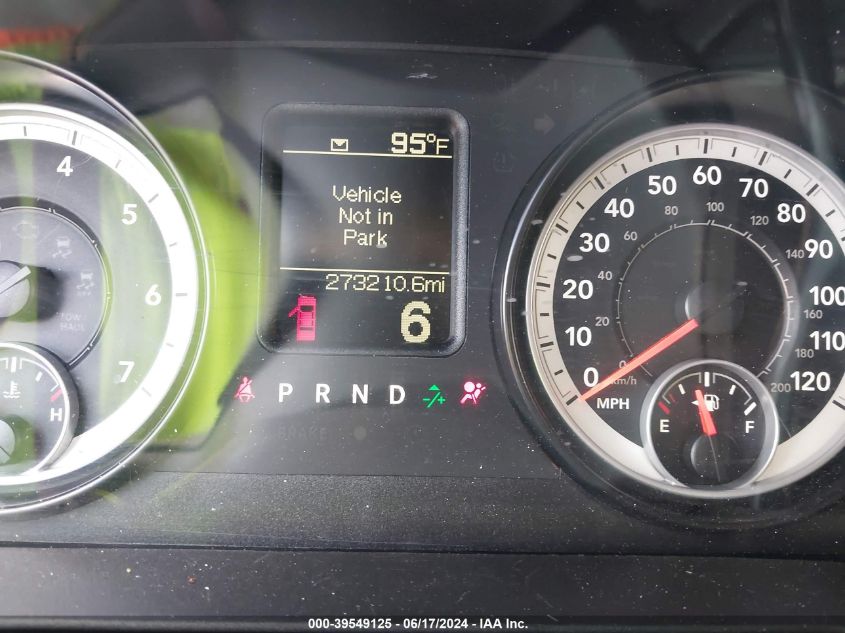 95°F
Vehicle
Not in
Park
273210.6mi
6
P R N D -/+
BRAKE
4
5
6
7
TOW
HAUL
OFF
H
0 10 20 30 40 50 60 70 80 90 100 110 120
0 20 40 60 80 100 120 140 160 180 200
km/h
MPH
E F
000-39549125 - 06/17/2024 - IAA Inc.